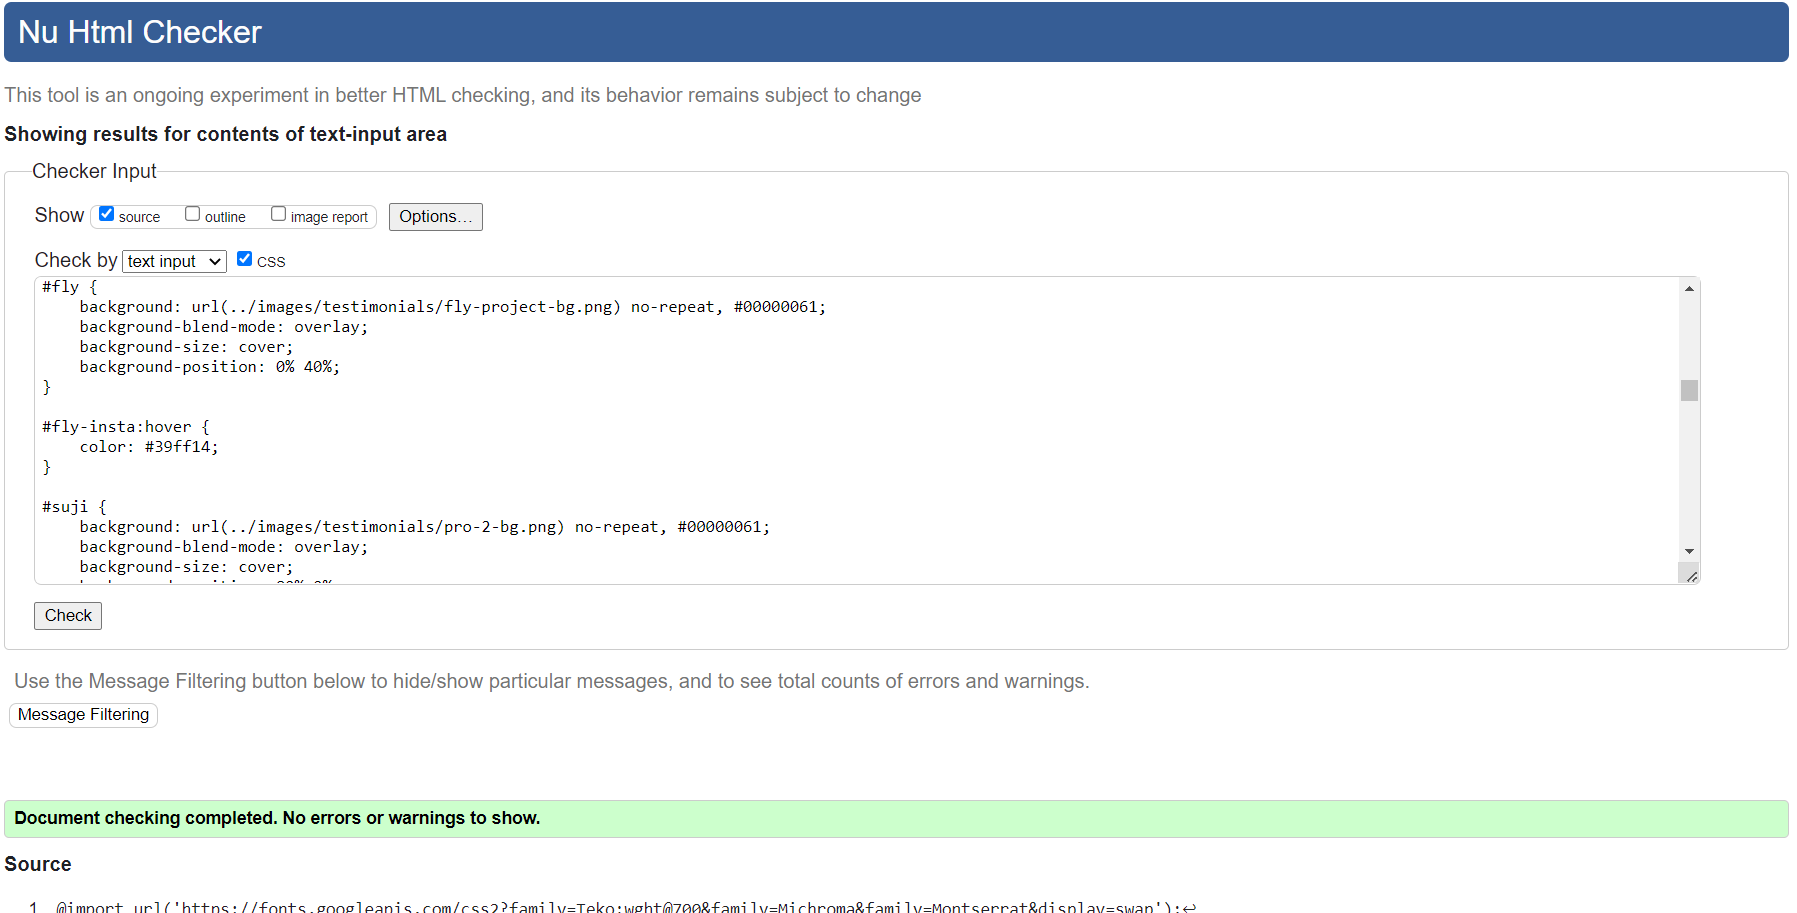 Nu Html Checker
This tool is an ongoing experiment in better HTML checking, and its behavior remains subject to change
Showing results for contents of text-input area
Checker Input
Show source outline image report Options...
Check by text input CSS
#fly {
    background: url(../images/testimonials/fly-project-bg.png) no-repeat, #00000061;
    background-blend-mode: overlay;
    background-size: cover;
    background-position: 0% 40%;
}
#fly-insta:hover {
    color: #39ff14;
}
#suji {
    background: url(../images/testimonials/pro-2-bg.png) no-repeat, #00000061;
    background-blend-mode: overlay;
    background-size: cover;
Check
Use the Message Filtering button below to hide/show particular messages, and to see total counts of errors and warnings.
Message Filtering
Document checking completed. No errors or warnings to show.
Source
1 @import url('https://fonts.googleapis.com/css2?family=Teko:wght@700&family=Michroma&family=Montserrat&display=swap');↩